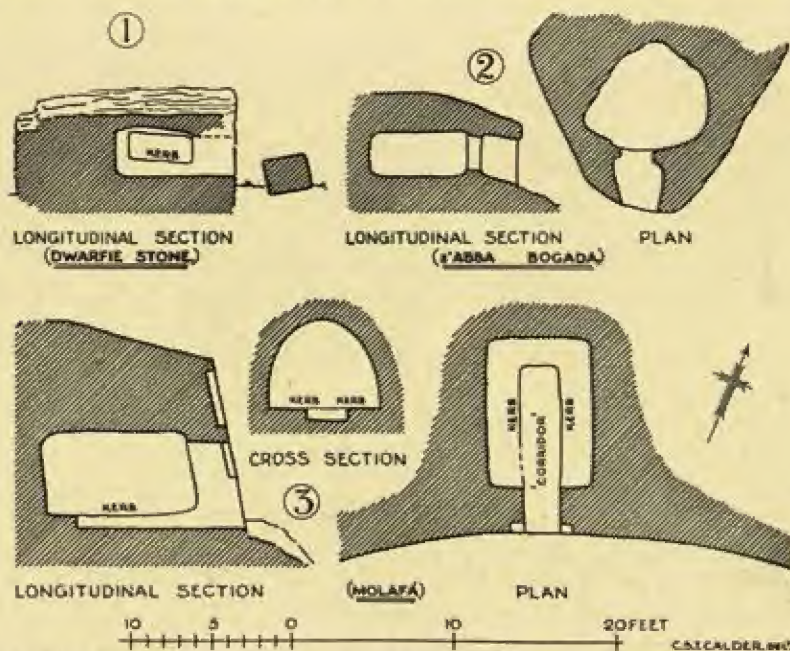 1
2
KERB
LONGITUDINAL SECTION
(DWARFIE STONE)
LONGITUDINAL SECTION
(s'ABBA BOGADA)
PLAN
KERB KERB
CROSS SECTION
KERB
3
KERB
'CORRIDOR'
KERB
LONGITUDINAL SECTION
(MOLAFÁ)
PLAN
10 5 0 10 20 FEET
C.S.T. CALDER.